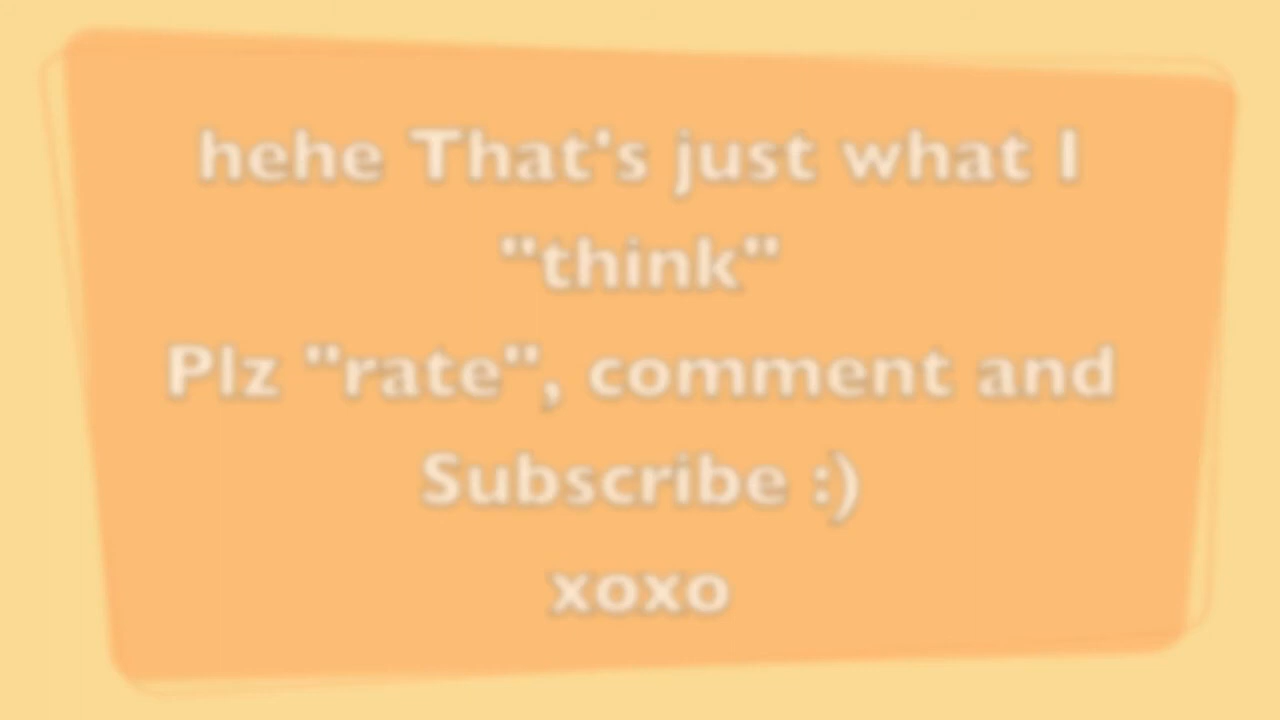 hehe That's just what I
"think"
Plz "rate", comment and
Subscribe :)
xoxo